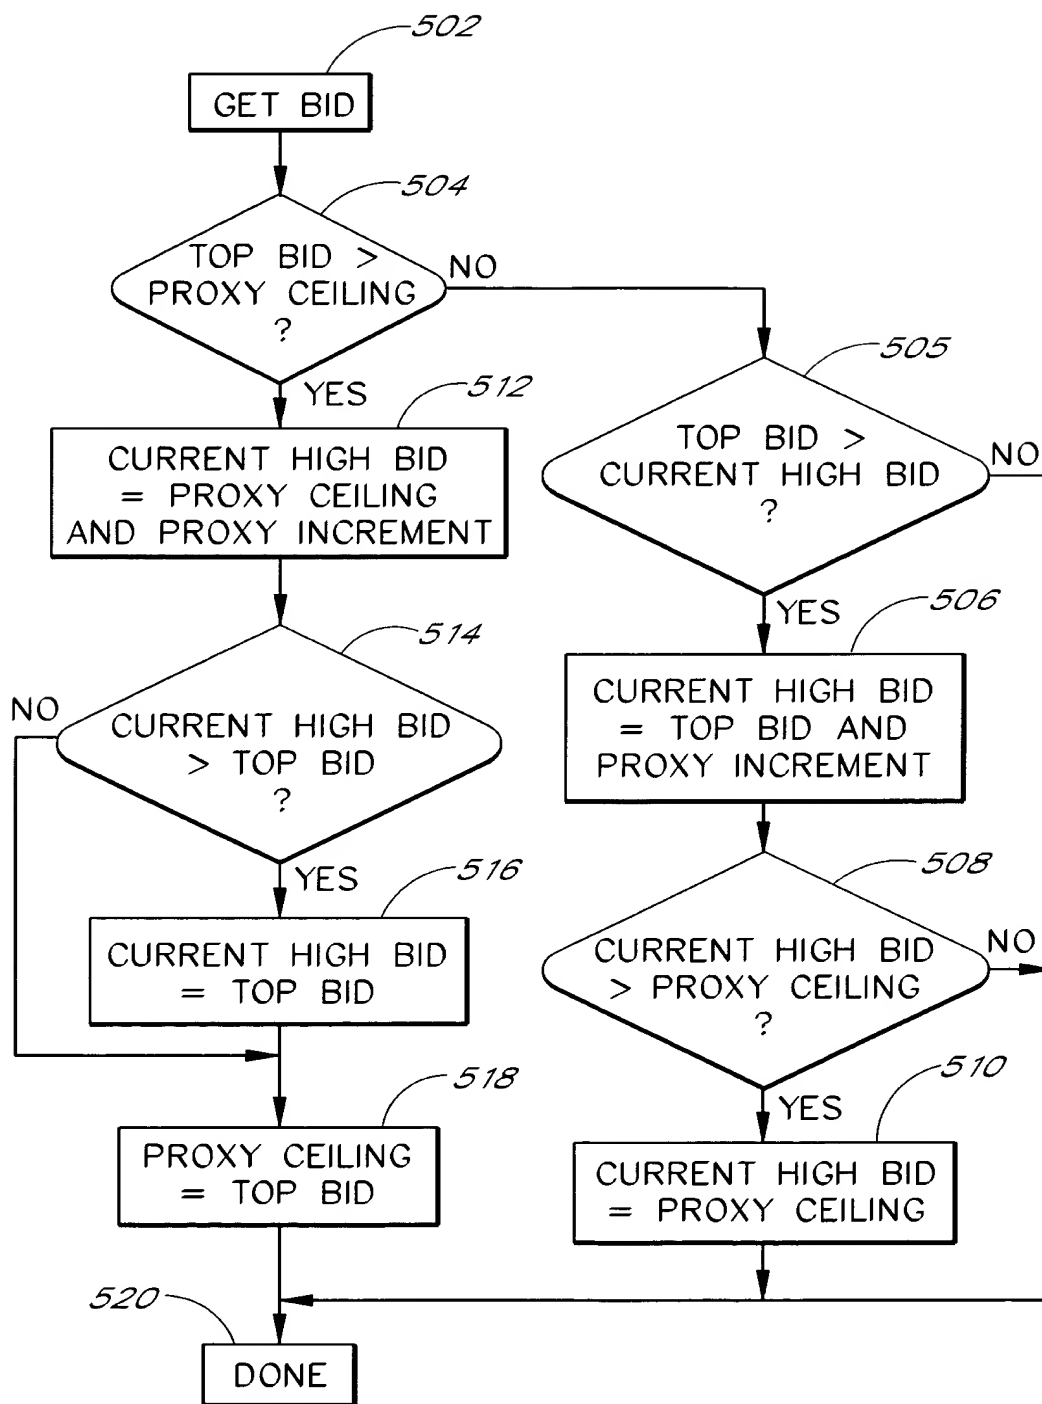 502
GET BID
504
TOP BID >
PROXY CEILING
?
NO
YES
505
TOP BID >
CURRENT HIGH BID
?
NO
YES
512
CURRENT HIGH BID
= PROXY CEILING
AND PROXY INCREMENT
506
CURRENT HIGH BID
= TOP BID AND
PROXY INCREMENT
514
NO
CURRENT HIGH BID
> TOP BID
?
YES
508
CURRENT HIGH BID
> PROXY CEILING
?
NO
YES
516
CURRENT HIGH BID
= TOP BID
518
PROXY CEILING
= TOP BID
510
CURRENT HIGH BID
= PROXY CEILING
520
DONE